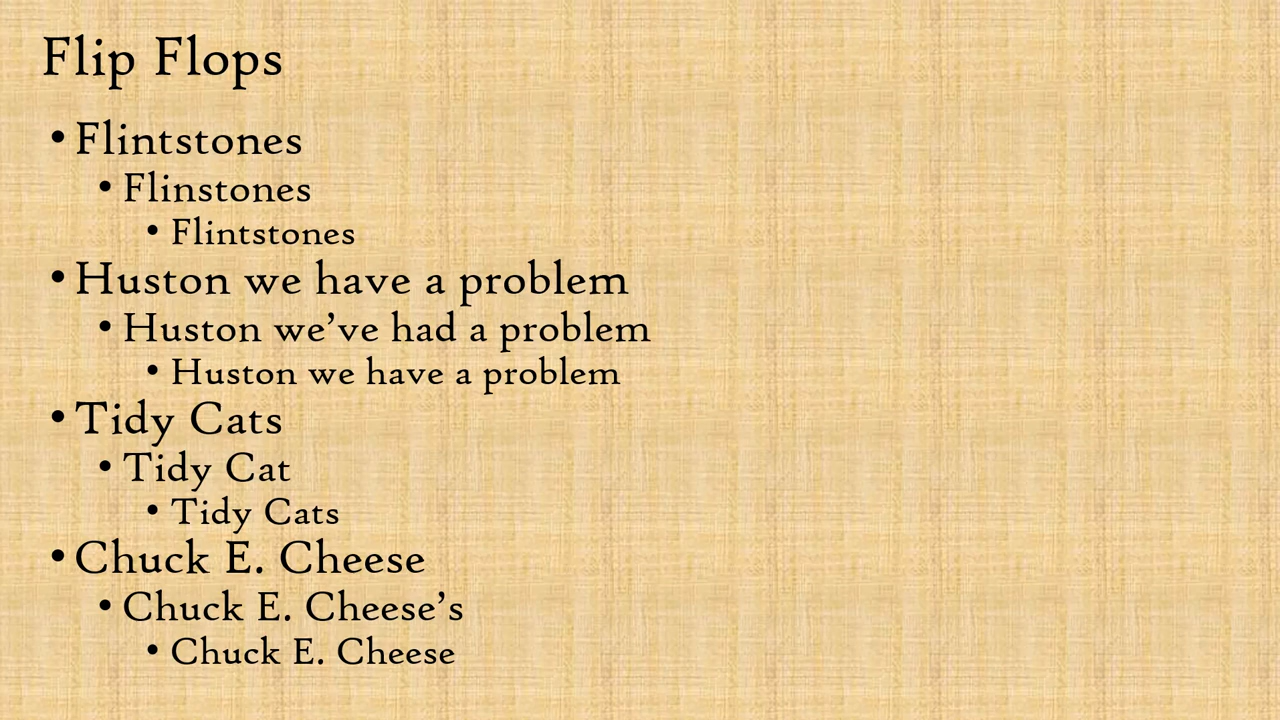 Flip Flops
• Flintstones
• Flinstones
• Flintstones
• Huston we have a problem
• Huston we’ve had a problem
• Huston we have a problem
• Tidy Cats
• Tidy Cat
• Tidy Cats
• Chuck E. Cheese
• Chuck E. Cheese’s
• Chuck E. Cheese